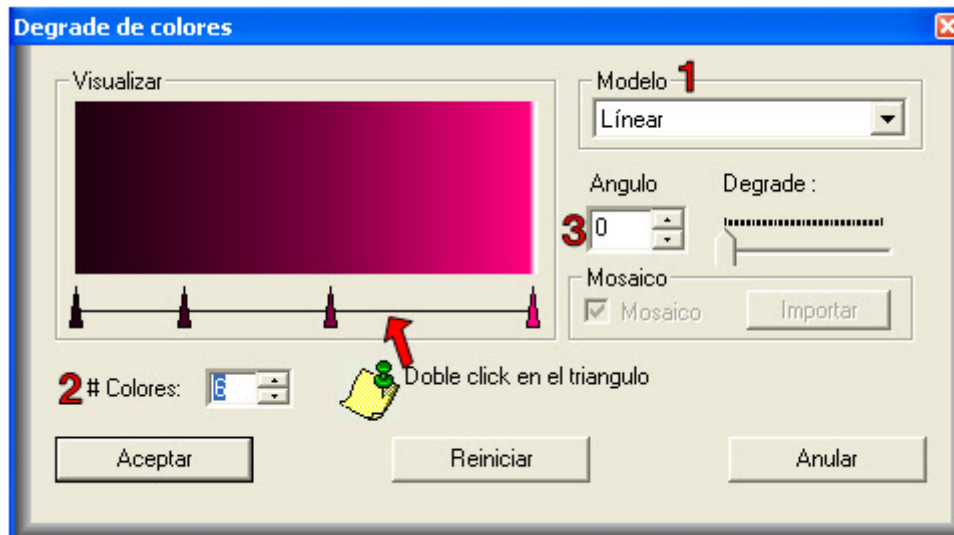 Degrade de colores
Visualizar
Modelo 1
Línear
Angulo
Degrade :
3 0
Mosaico
Mosaico
Importar
Doble click en el triangulo
2 # Colores: 6
Aceptar
Reiniciar
Anular